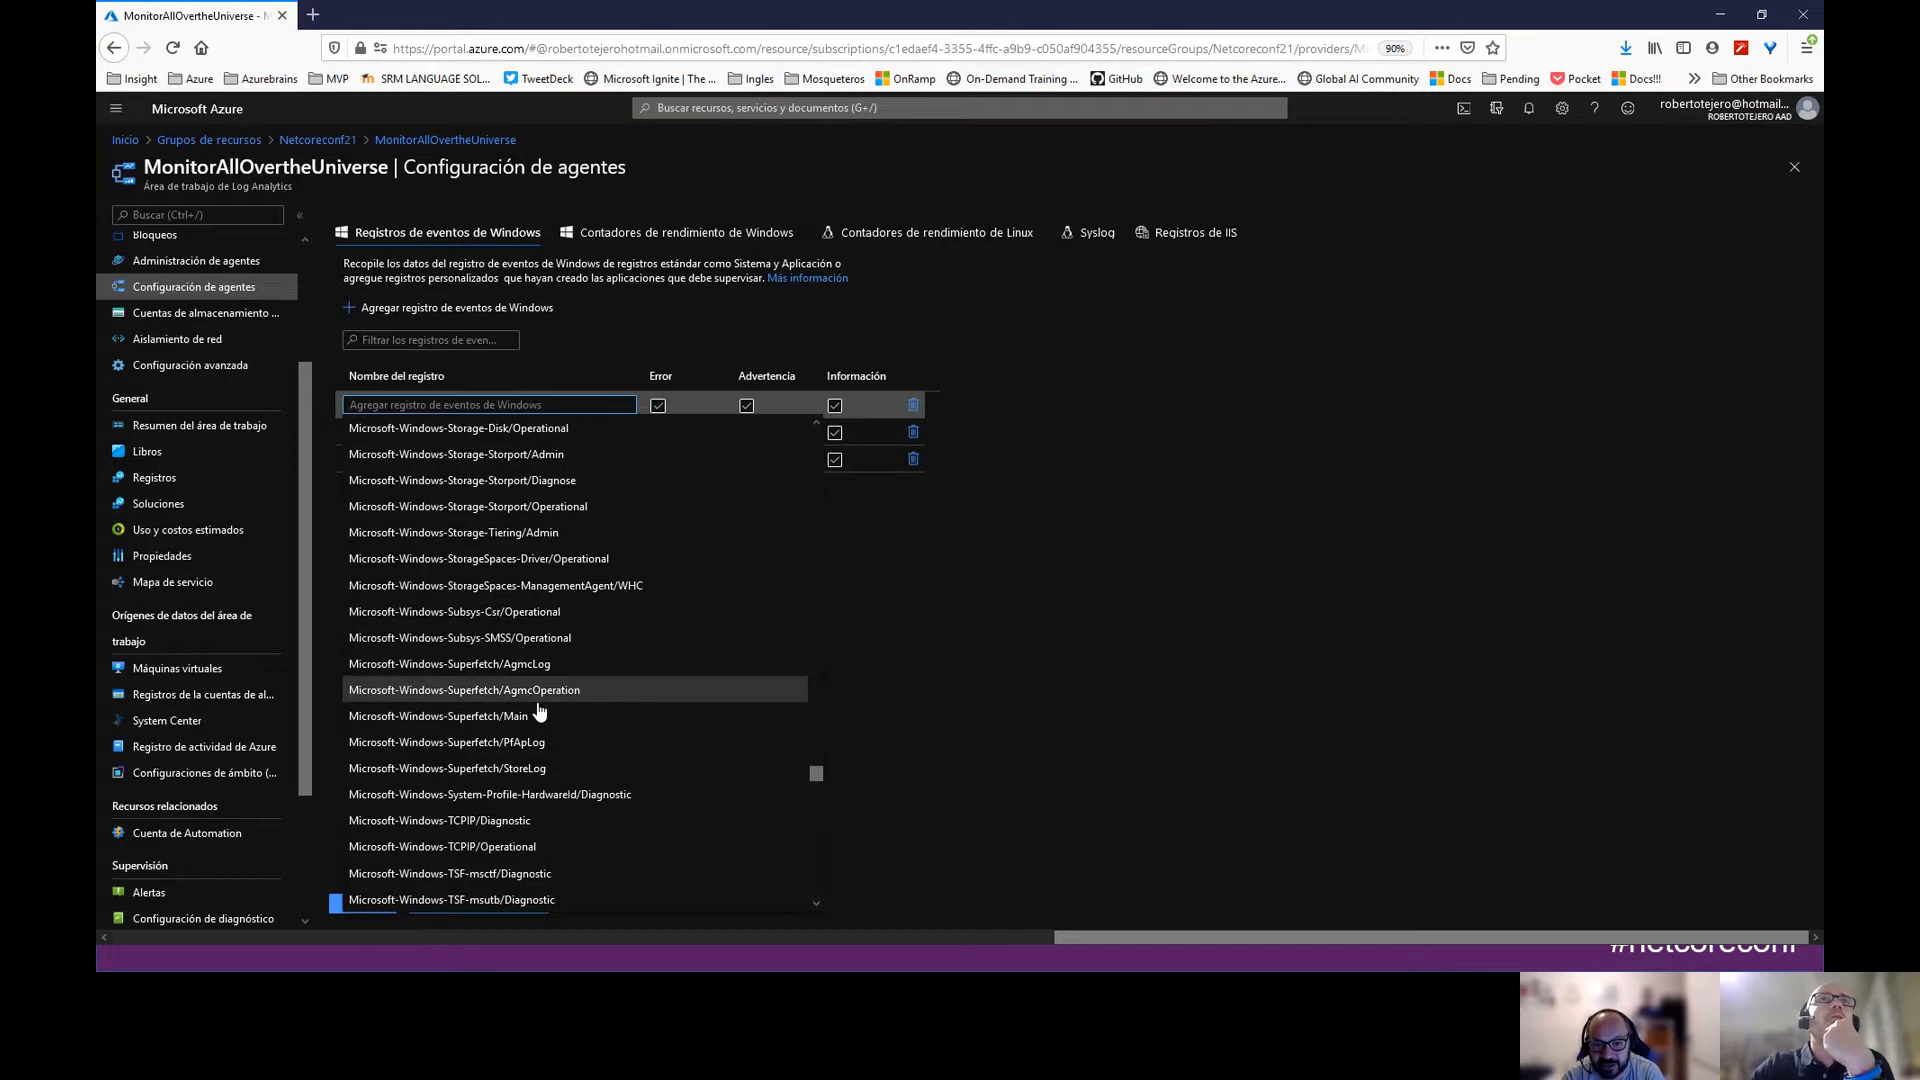 MonitorAllOvertheUniverse - M
https://portal.azure.com/#@robertotejerohotmail.onmicrosoft.com/resource/subscriptions/c1edaef4-3355-4ffc-a9b9-c050af904355/resourceGroups/Netcoreconf21/providers/M
90%
Insight
Azure
Azurebrains
MVP
SRM LANGUAGE SOL...
TweetDeck
Microsoft Ignite | The ...
Ingles
Mosqueteros
OnRamp
On-Demand Training ...
GitHub
Welcome to the Azure...
Global AI Community
Docs
Pending
Pocket
Docs!!!
Other Bookmarks
Microsoft Azure
Buscar recursos, servicios y documentos (G+/)
robertotejero@hotmail...
ROBERTOTEJERO AAD
Inicio > Grupos de recursos > Netcoreconf21 > MonitorAllOvertheUniverse
MonitorAllOvertheUniverse | Configuración de agentes
Área de trabajo de Log Analytics
Buscar (Ctrl+/)
Bloqueos
Administración de agentes
Configuración de agentes
Cuentas de almacenamiento ...
Aislamiento de red
Configuración avanzada
General
Resumen del área de trabajo
Libros
Registros
Soluciones
Uso y costos estimados
Propiedades
Mapa de servicio
Orígenes de datos del área de
trabajo
Máquinas virtuales
Registros de la cuentas de al...
System Center
Registro de actividad de Azure
Configuraciones de ámbito (...
Recursos relacionados
Cuenta de Automation
Supervisión
Alertas
Configuración de diagnóstico
Registros de eventos de Windows
Contadores de rendimiento de Windows
Contadores de rendimiento de Linux
Syslog
Registros de IIS
Recopile los datos del registro de eventos de Windows de registros estándar como Sistema y Aplicación o
agregue registros personalizados que hayan creado las aplicaciones que debe supervisar. Más información
Agregar registro de eventos de Windows
Filtrar los registros de even...
Nombre del registro
Error
Advertencia
Información
Agregar registro de eventos de Windows
Microsoft-Windows-Storage-Disk/Operational
Microsoft-Windows-Storage-Storport/Admin
Microsoft-Windows-Storage-Storport/Diagnose
Microsoft-Windows-Storage-Storport/Operational
Microsoft-Windows-Storage-Tiering/Admin
Microsoft-Windows-StorageSpaces-Driver/Operational
Microsoft-Windows-StorageSpaces-ManagementAgent/WHC
Microsoft-Windows-Subsys-Csr/Operational
Microsoft-Windows-Subsys-SMSS/Operational
Microsoft-Windows-Superfetch/AgmcLog
Microsoft-Windows-Superfetch/AgmcOperation
Microsoft-Windows-Superfetch/Main
Microsoft-Windows-Superfetch/PfApLog
Microsoft-Windows-Superfetch/StoreLog
Microsoft-Windows-System-Profile-HardwareId/Diagnostic
Microsoft-Windows-TCPIP/Diagnostic
Microsoft-Windows-TCPIP/Operational
Microsoft-Windows-TSF-msctf/Diagnostic
Microsoft-Windows-TSF-msutb/Diagnostic
#netcoreconf